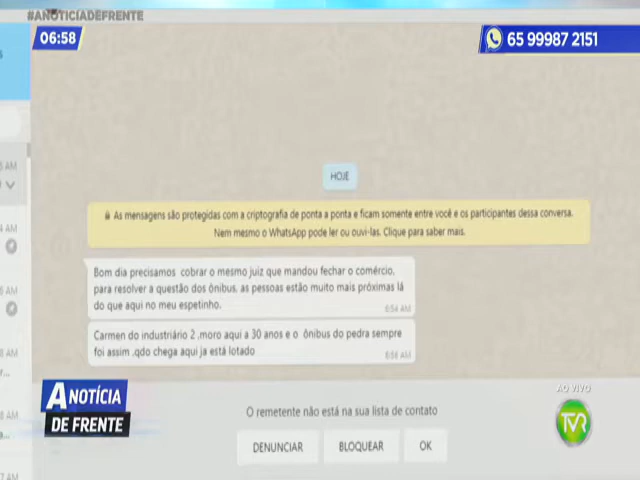 #ANOTICIADEFRENTE
06:58
65 99987 2151
HOJE
As mensagens são protegidas com a criptografia de ponta a ponta e ficam somente entre você e os participantes dessa conversa.
Nem mesmo o WhatsApp pode ler ou ouvi-las. Clique para saber mais.
Bom dia precisamos cobrar o mesmo juiz que mandou fechar o comércio,
para resolver a questão dos ônibus, as pessoas estão muito mais próximas lá
do que aqui no meu espetinho.
6:54 AM
Carmen do industriário 2 ,moro aqui a 30 anos e o ônibus do pedra sempre
foi assim ,qdo chega aqui ja está lotado
6:56 AM
O remetente não está na sua lista de contato
DENUNCIAR
BLOQUEAR
OK
A NOTÍCIA
DE FRENTE
AO VIVO
TVR